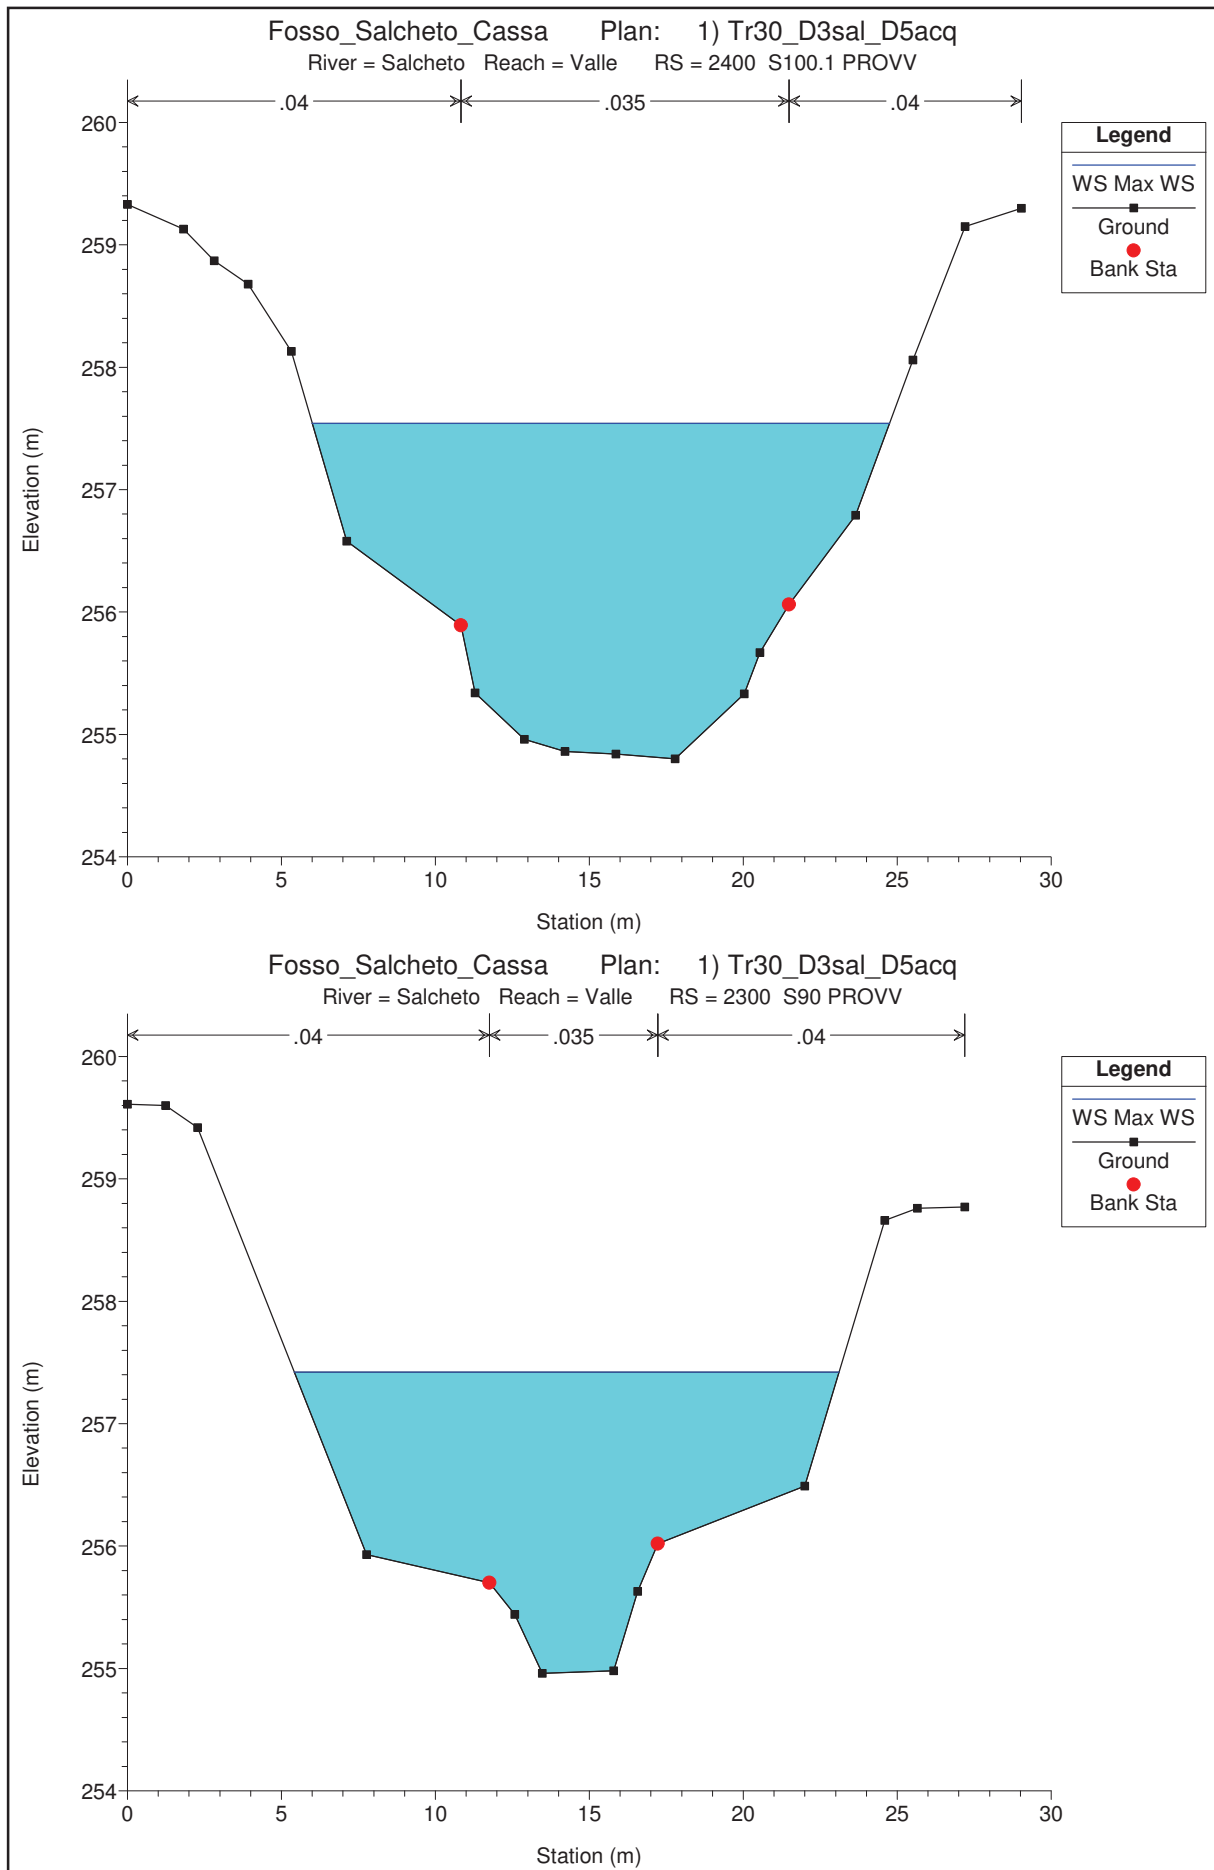 Fosso_Salcheto_Cassa Plan: 1) Tr30_D3sal_D5acq
River = Salcheto Reach = Valle RS = 2400 S100.1 PROVV
.04 .035 .04
260
259
258
257
256
255
254
Elevation (m)
0 5 10 15 20 25 30
Station (m)
Legend
WS Max WS
Ground
Bank Sta
Fosso_Salcheto_Cassa Plan: 1) Tr30_D3sal_D5acq
River = Salcheto Reach = Valle RS = 2300 S90 PROVV
.04 .035 .04
260
259
258
257
256
255
254
Elevation (m)
0 5 10 15 20 25 30
Station (m)
Legend
WS Max WS
Ground
Bank Sta